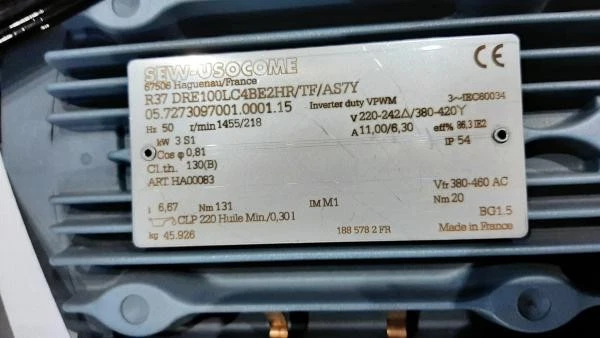 SEW-USOCOME
67506 Haguenau/France
R37 DRE100LC4BE2HR/TF/AS7Y
05.7273097001.0001.15 Inverter duty VPWM 3~IEC60034
Hz 50 r/min 1455/218 V 220-242Δ/380-420Y
kW 3 S1 A 11,00/6,30 eff% 86,3 IE2
Cos φ 0,81 IP 54
Cl.th. 130(B)
ART HA00083
Vfr 380-460 AC
i 6,67 Nm 131 IM M1 Nm 20
CLP 220 Huile Min./0,30 l BG1.5
kg 45.926 188 578 2 FR Made in France
CE